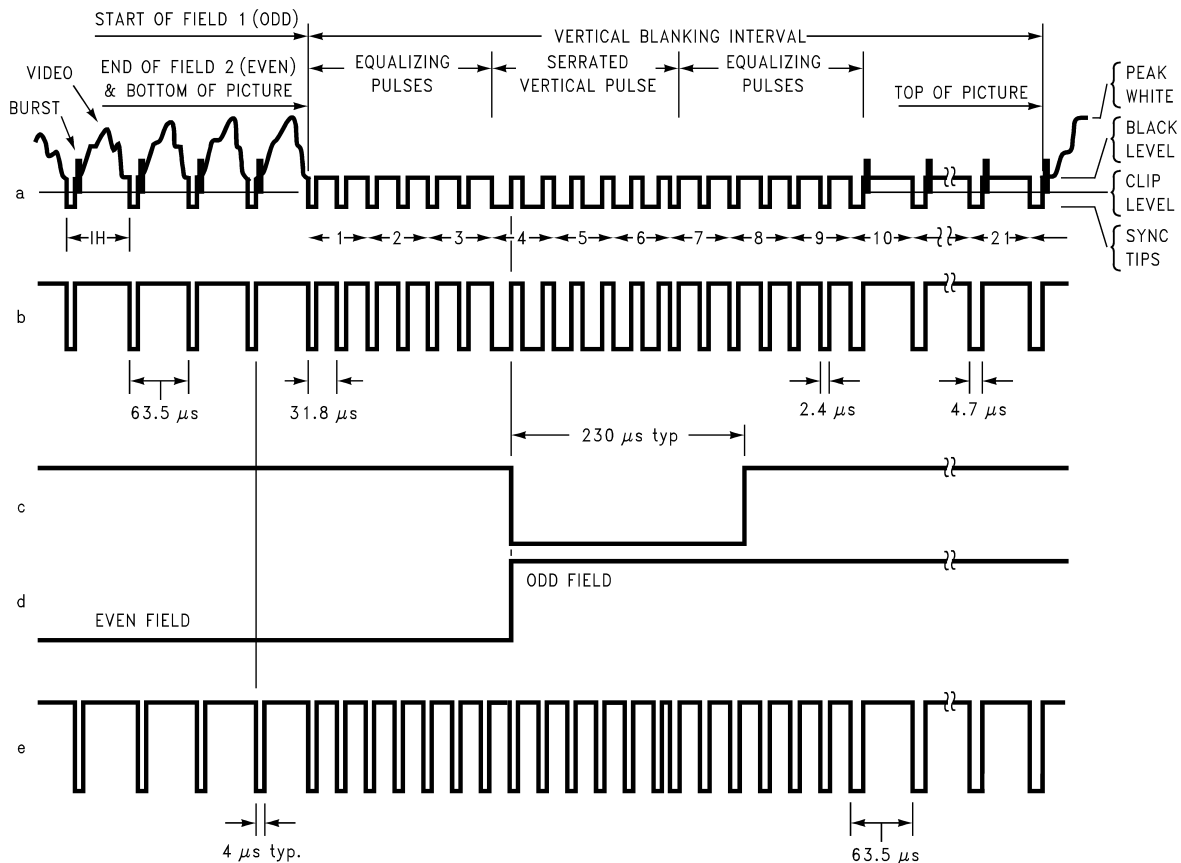 START OF FIELD 1 (ODD)
VERTICAL BLANKING INTERVAL
END OF FIELD 2 (EVEN)
& BOTTOM OF PICTURE
EQUALIZING
PULSES
SERRATED
VERTICAL PULSE
EQUALIZING
PULSES
TOP OF PICTURE
VIDEO
BURST
PEAK
WHITE
BLACK
LEVEL
CLIP
LEVEL
SYNC
TIPS
a
IH
1 2 3 4 5 6 7 8 9 10 21
b
63.5 μs
31.8 μs
2.4 μs
4.7 μs
230 μs typ
c
ODD FIELD
d
EVEN FIELD
e
4 μs typ.
63.5 μs